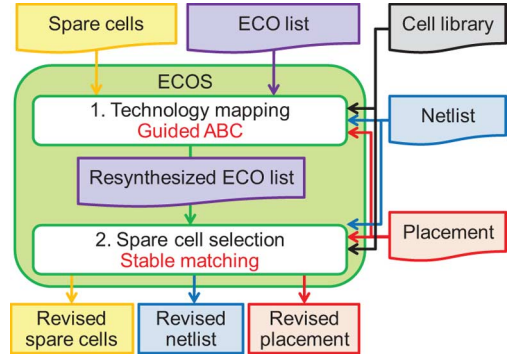 Spare cells
ECO list
Cell library
ECOS
1. Technology mapping
Guided ABC
Netlist
Resynthesized ECO list
2. Spare cell selection
Stable matching
Placement
Revised
spare cells
Revised
netlist
Revised
placement